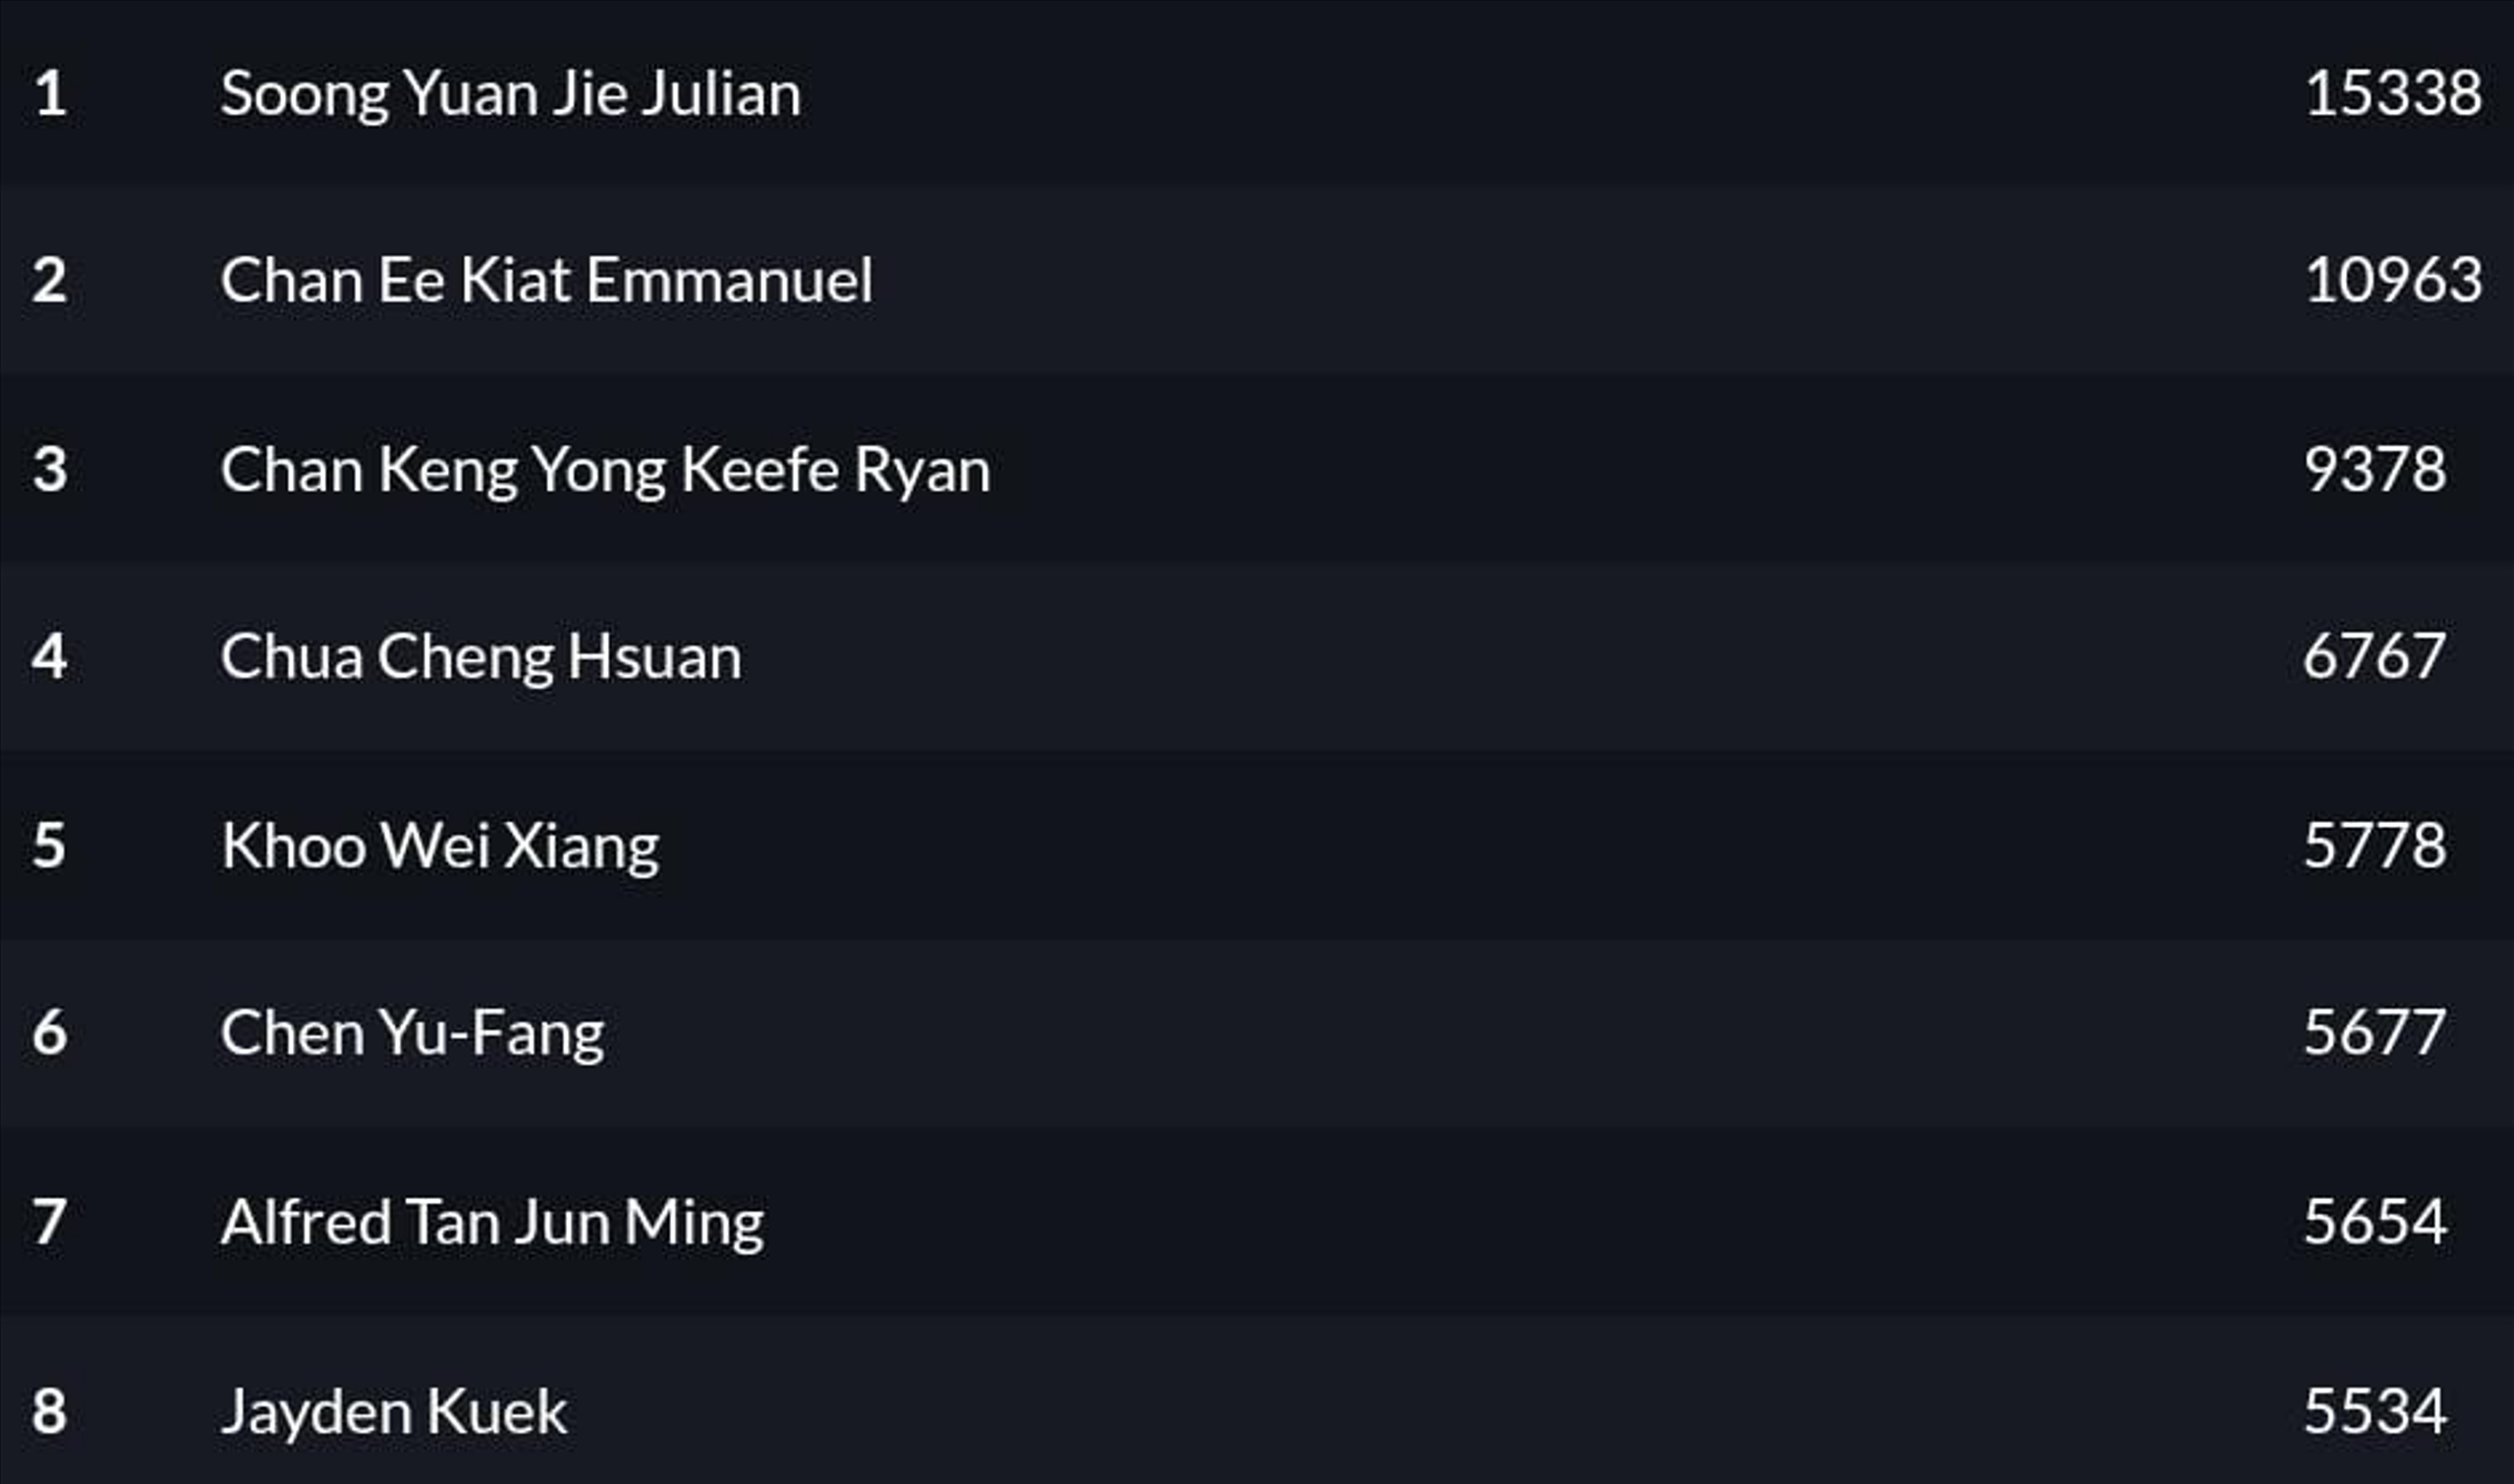 1 Soong Yuan Jie Julian 15338
2 Chan Ee Kiat Emmanuel 10963
3 Chan Keng Yong Keefe Ryan 9378
4 Chua Cheng Hsuan 6767
5 Khoo Wei Xiang 5778
6 Chen Yu-Fang 5677
7 Alfred Tan Jun Ming 5654
8 Jayden Kuek 5534